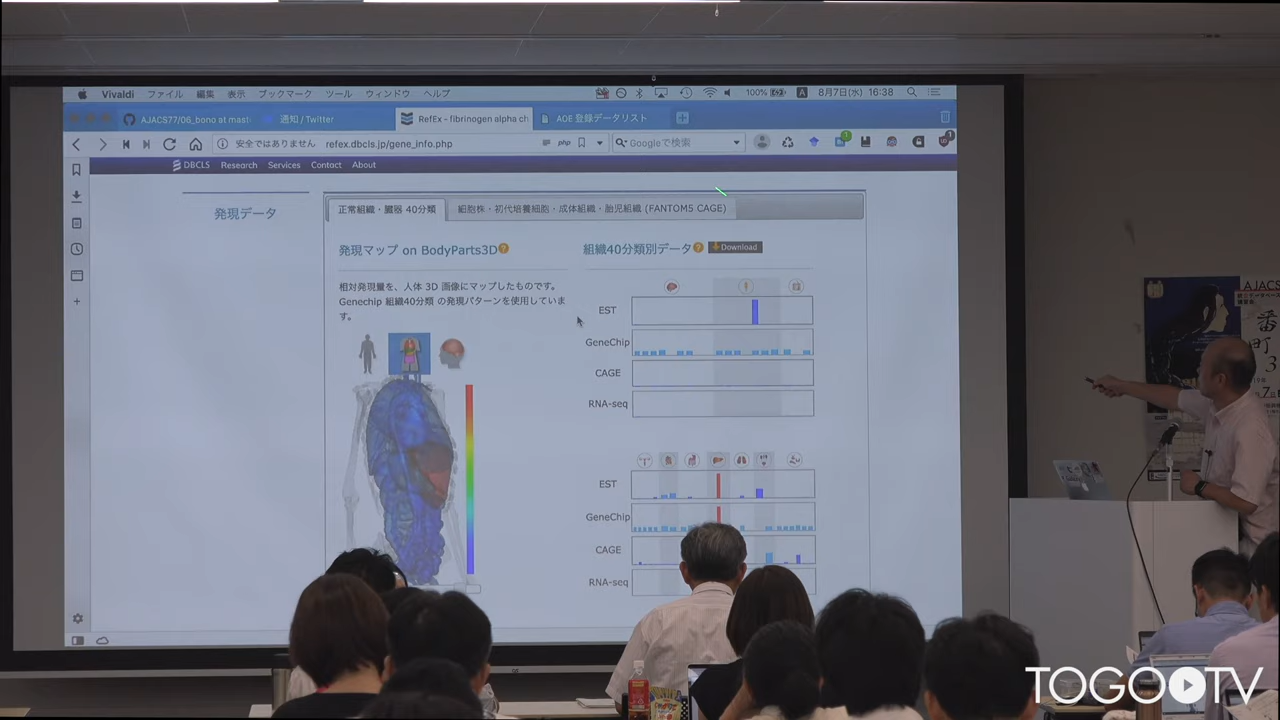 Vivaldi ファイル 編集 表示 ブックマーク ツール ウィンドウ ヘルプ 100% A 8月7日(水) 16:38
AJACS77/06_bono at mast 通知 / Twitter RefEx - fibrinogen alpha ch AOE 登録データリスト
安全ではありません refex.dbcls.jp/gene_info.php php Googleで検索
DBCLS Research Services Contact About
発現データ
正常組織・臓器 40分類 細胞株・初代培養細胞・成体組織・胎児組織 (FANTOM5 CAGE)
発現マップ on BodyParts3D
相対発現量を、人体 3D 画像にマップしたものです。
Genechip 組織40分類 の発現パターンを使用していま
す。
組織40分類別データ Download
EST
GeneChip
CAGE
RNA-seq
EST
GeneChip
CAGE
RNA-seq
AJACS
番
町
3
TOGOTV